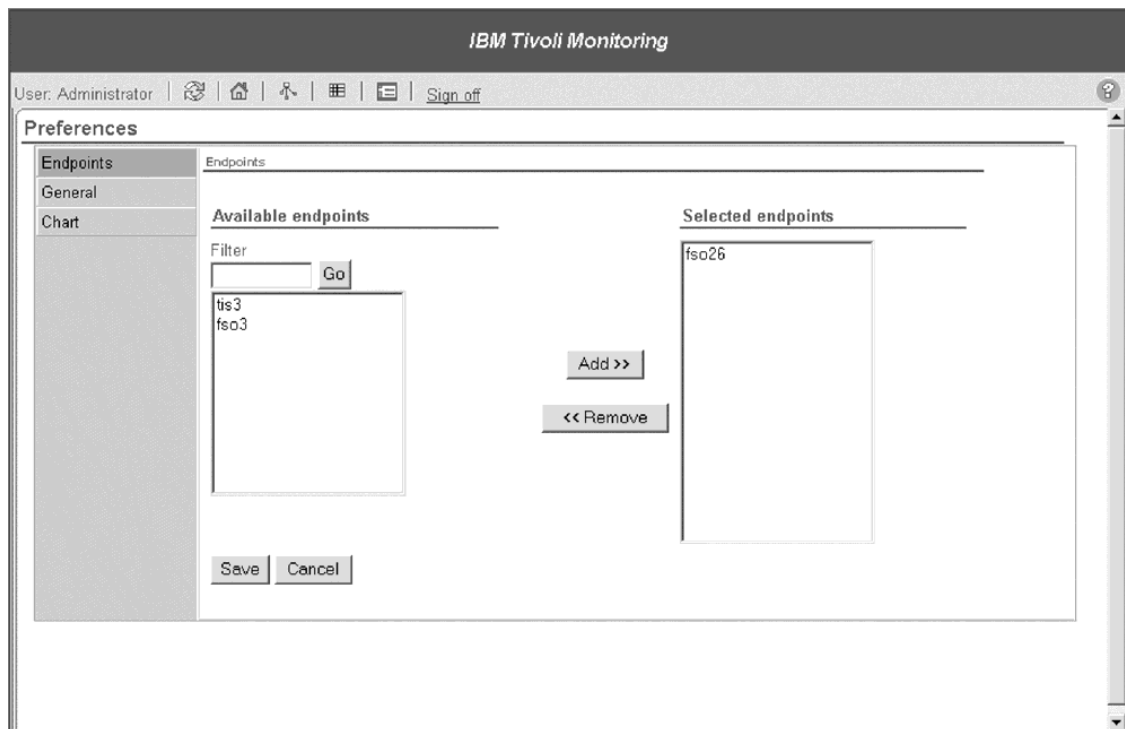 IBM Tivoli Monitoring
User: Administrator
Sign off
?
Preferences
Endpoints
General
Chart
Endpoints
Available endpoints
Filter
Go
tis3
fso3
Add >>
<< Remove
Selected endpoints
fso26
Save
Cancel